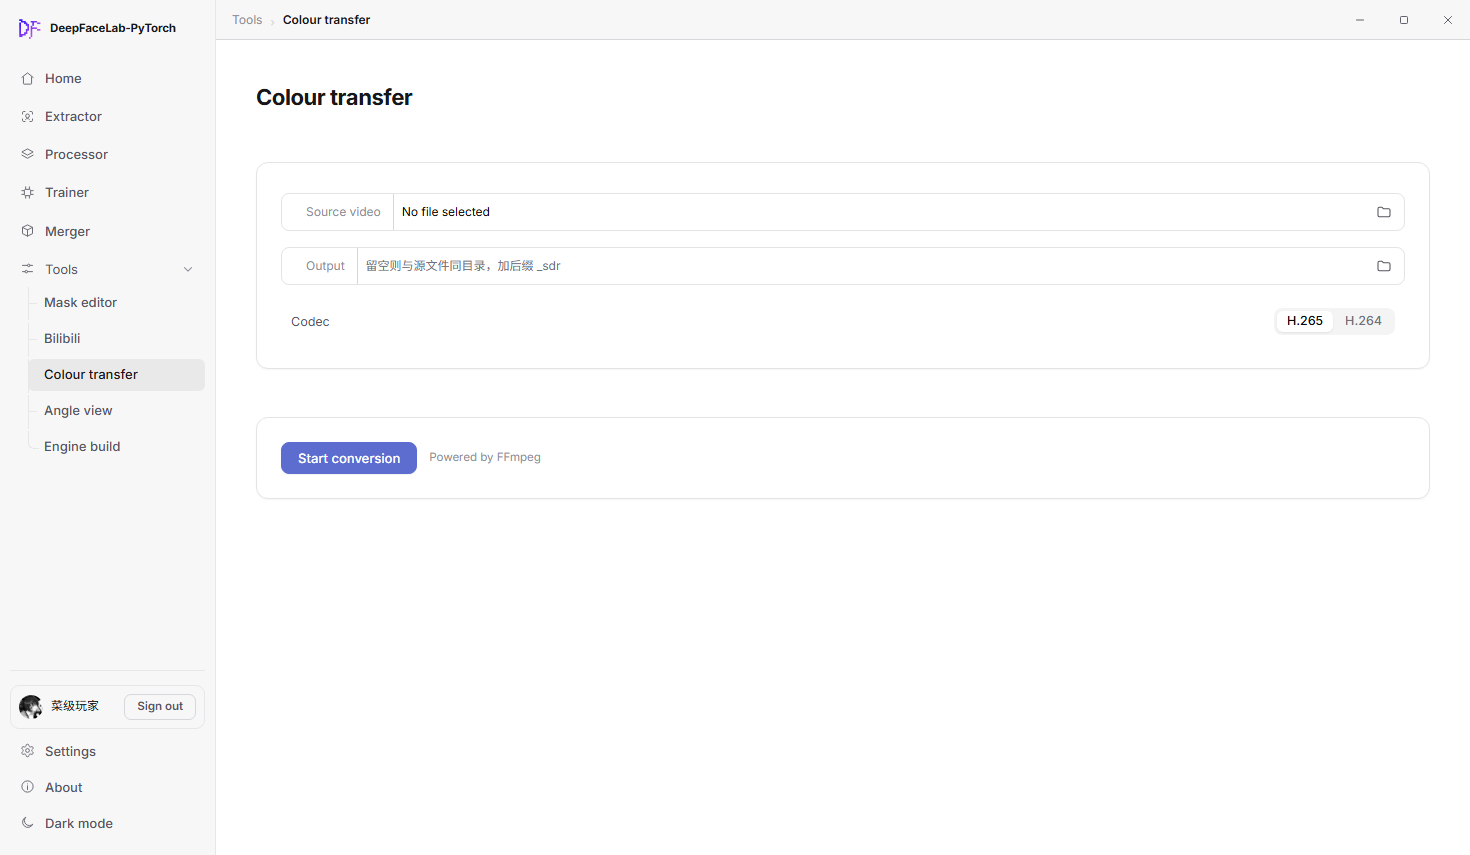 DeepFaceLab-PyTorch
Home
Extractor
Processor
Trainer
Merger
Tools
Mask editor
Bilibili
Colour transfer
Angle view
Engine build
菜级玩家
Sign out
Settings
About
Dark mode
Tools › Colour transfer
Colour transfer
Source video
No file selected
Output
留空则与源文件同目录，加后缀 _sdr
Codec
H.265
H.264
Start conversion
Powered by FFmpeg